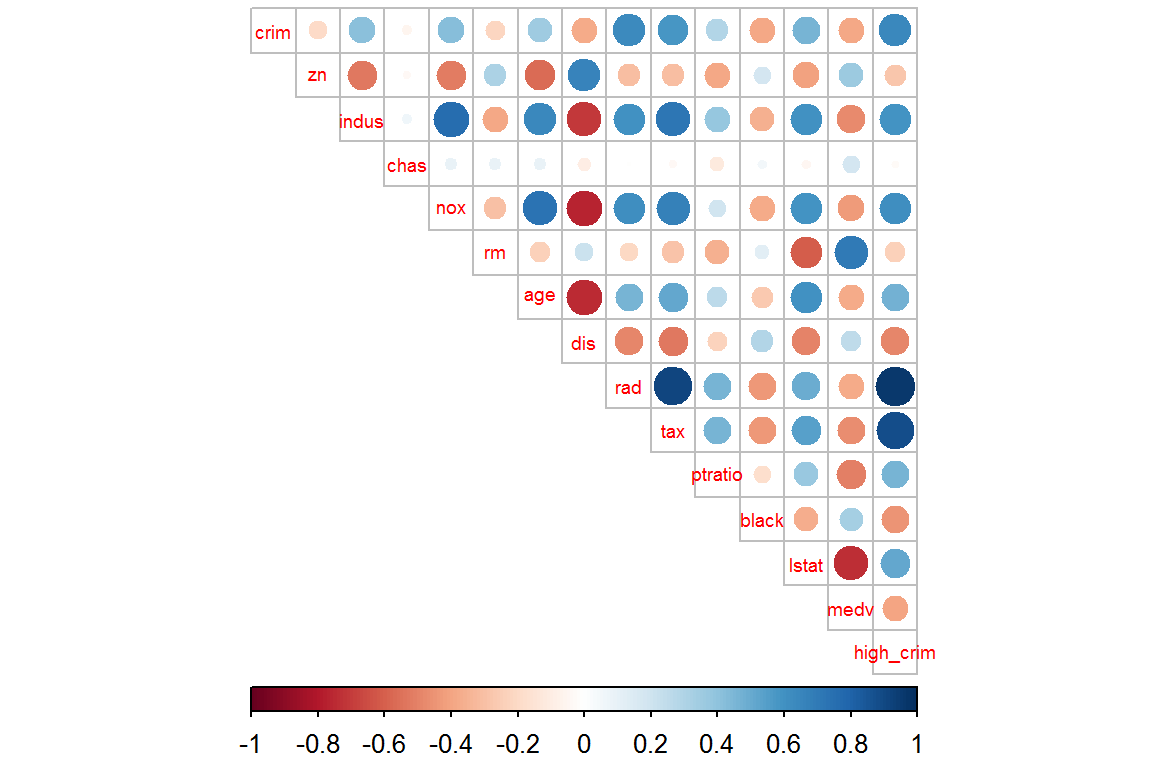 crim
zn
indus
chas
nox
rm
age
dis
rad
tax
ptratio
black
lstat
medv
high_crim
-1 -0.8 -0.6 -0.4 -0.2 0 0.2 0.4 0.6 0.8 1